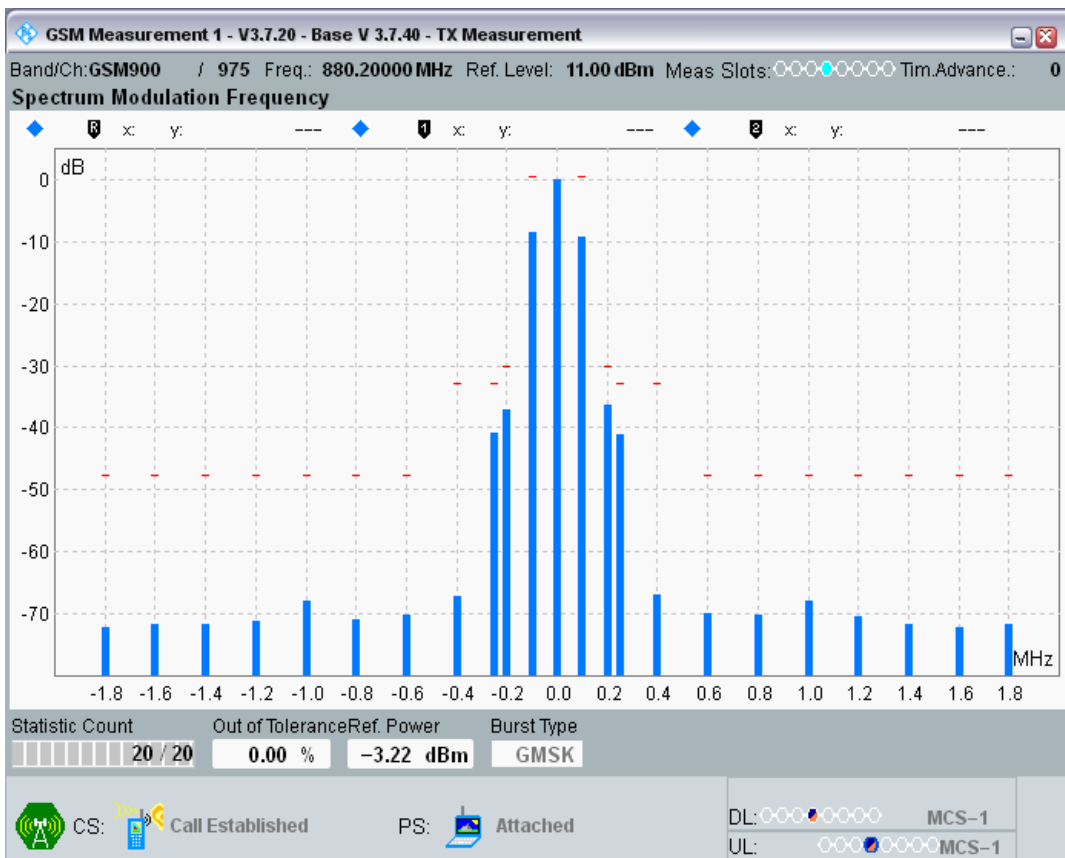 GSM Measurement 1 - V3.7.20 - Base V 3.7.40 - TX Measurement
Band/Ch:GSM900 / 975 Freq.: 880.20000 MHz Ref. Level: 11.00 dBm Meas Slots: Tim.Advance.: 0
Spectrum Modulation Frequency
R x: y: --- 1 x: y: --- 2 x: y: ---
dB
0
-10
-20
-30
-40
-50
-60
-70
MHz
-1.8 -1.6 -1.4 -1.2 -1.0 -0.8 -0.6 -0.4 -0.2 0.0 0.2 0.4 0.6 0.8 1.0 1.2 1.4 1.6 1.8
Statistic Count Out of Tolerance Ref. Power Burst Type
20 / 20 0.00 % -3.22 dBm GMSK
CS: Call Established PS: Attached DL: MCS-1
UL: MCS-1